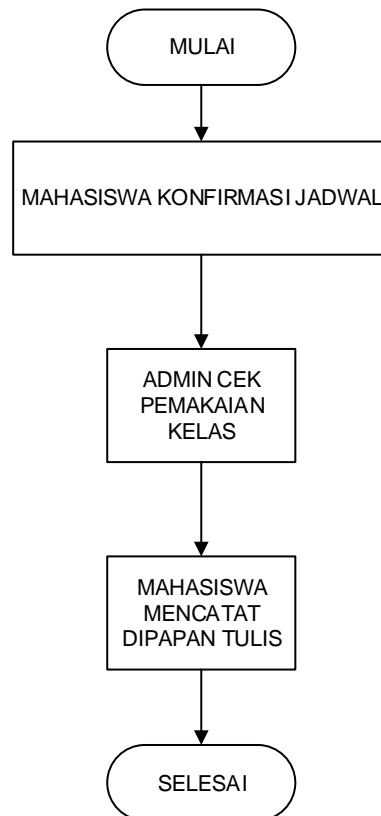 MULAI
MAHASISWA KONFIRMASI JADWAL
ADMIN CEK
PEMAKAIAN
KELAS
MAHASISWA
MENCATAT
DIPAPAN TULIS
SELESAI